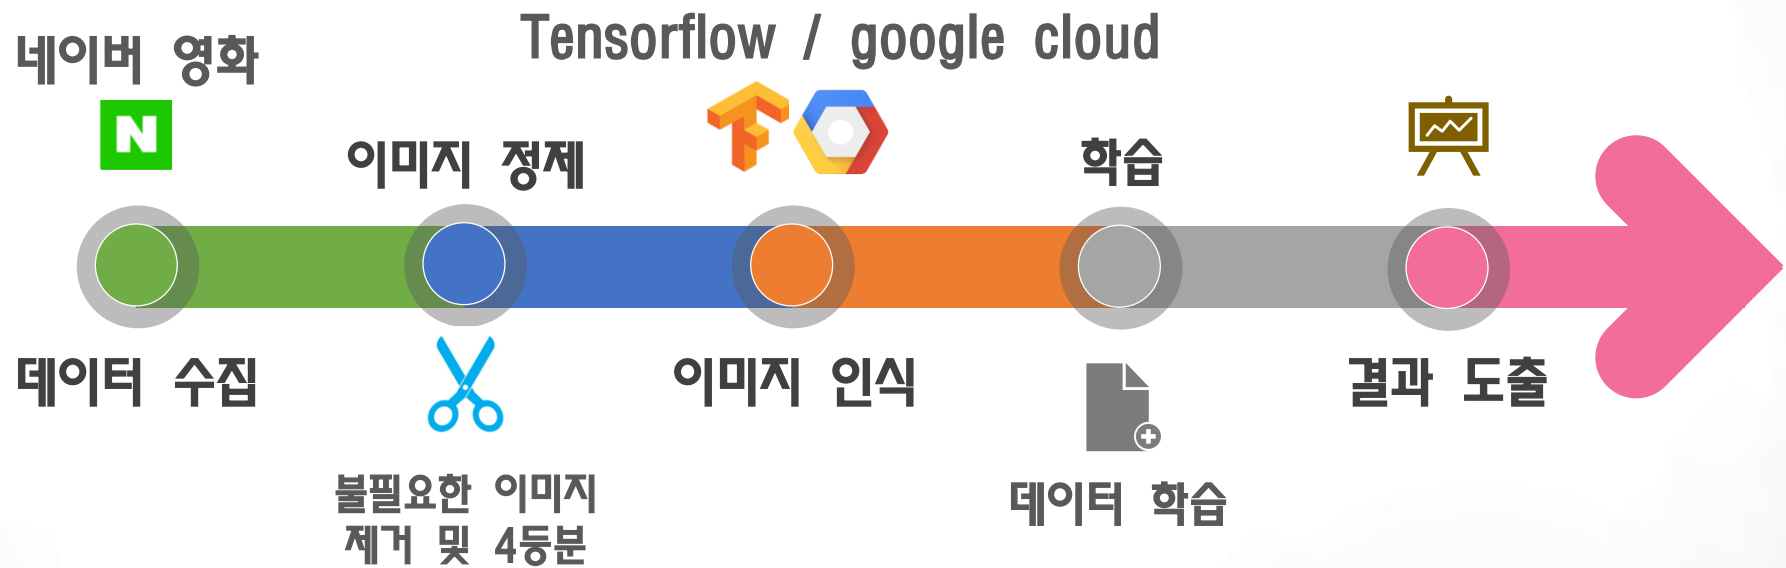 네이버 영화
N
데이터 수집
이미지 정제
불필요한 이미지
제거 및 4등분
Tensorflow / google cloud
이미지 인식
학습
데이터 학습
결과 도출